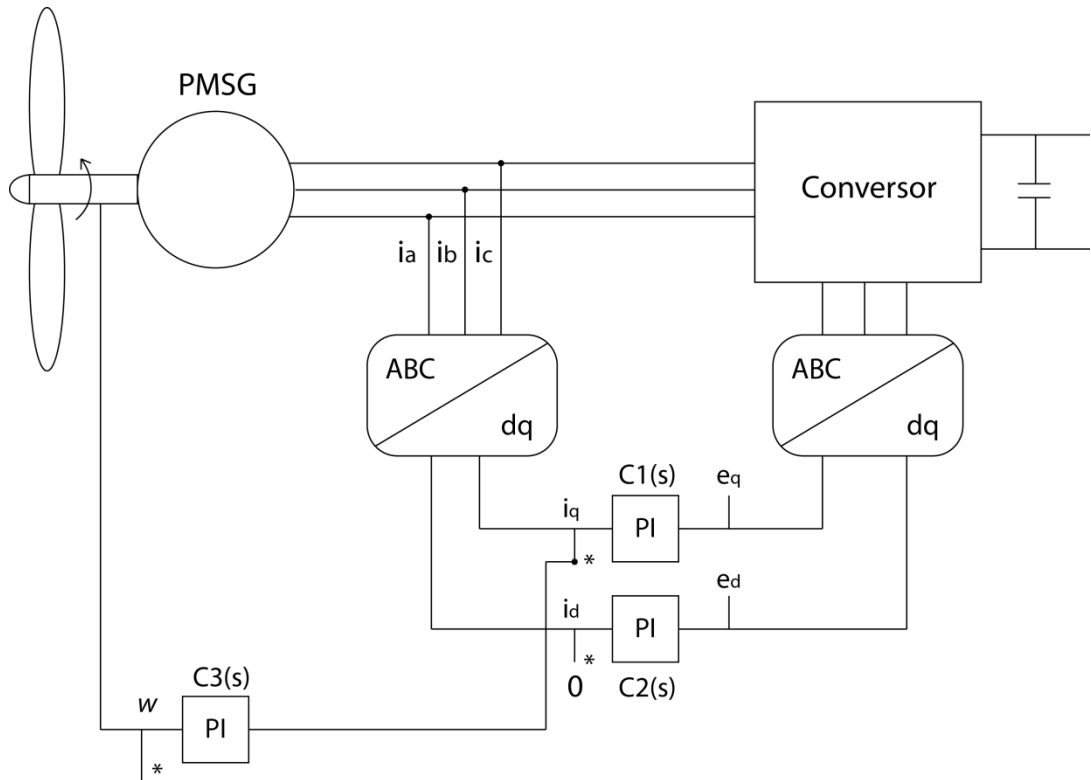 PMSG
Conversor
ia ib ic
ABC
dq
ABC
dq
C1(s)
iq
PI
eq
*
id
PI
ed
*
0
C2(s)
C3(s)
w
PI
*